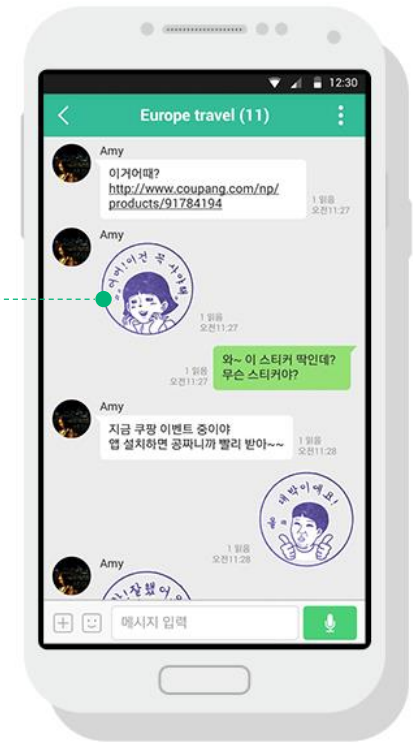 12:30
Europe travel (11)
Amy
이거어때?
http://www.coupang.com/np/
products/91784194
1 읽음
오전11:27
Amy
어머!이건 꼭 사야해
1 읽음
오전11:27
와~ 이 스티커 딱인데?
무슨 스티커야?
1 읽음
오전11:27
Amy
지금 쿠팡 이벤트 중이야
앱 설치하면 공짜니까 빨리 받아~~
1 읽음
오전11:28
대박이에요!
1 읽음
오전11:28
Amy
메시지 입력